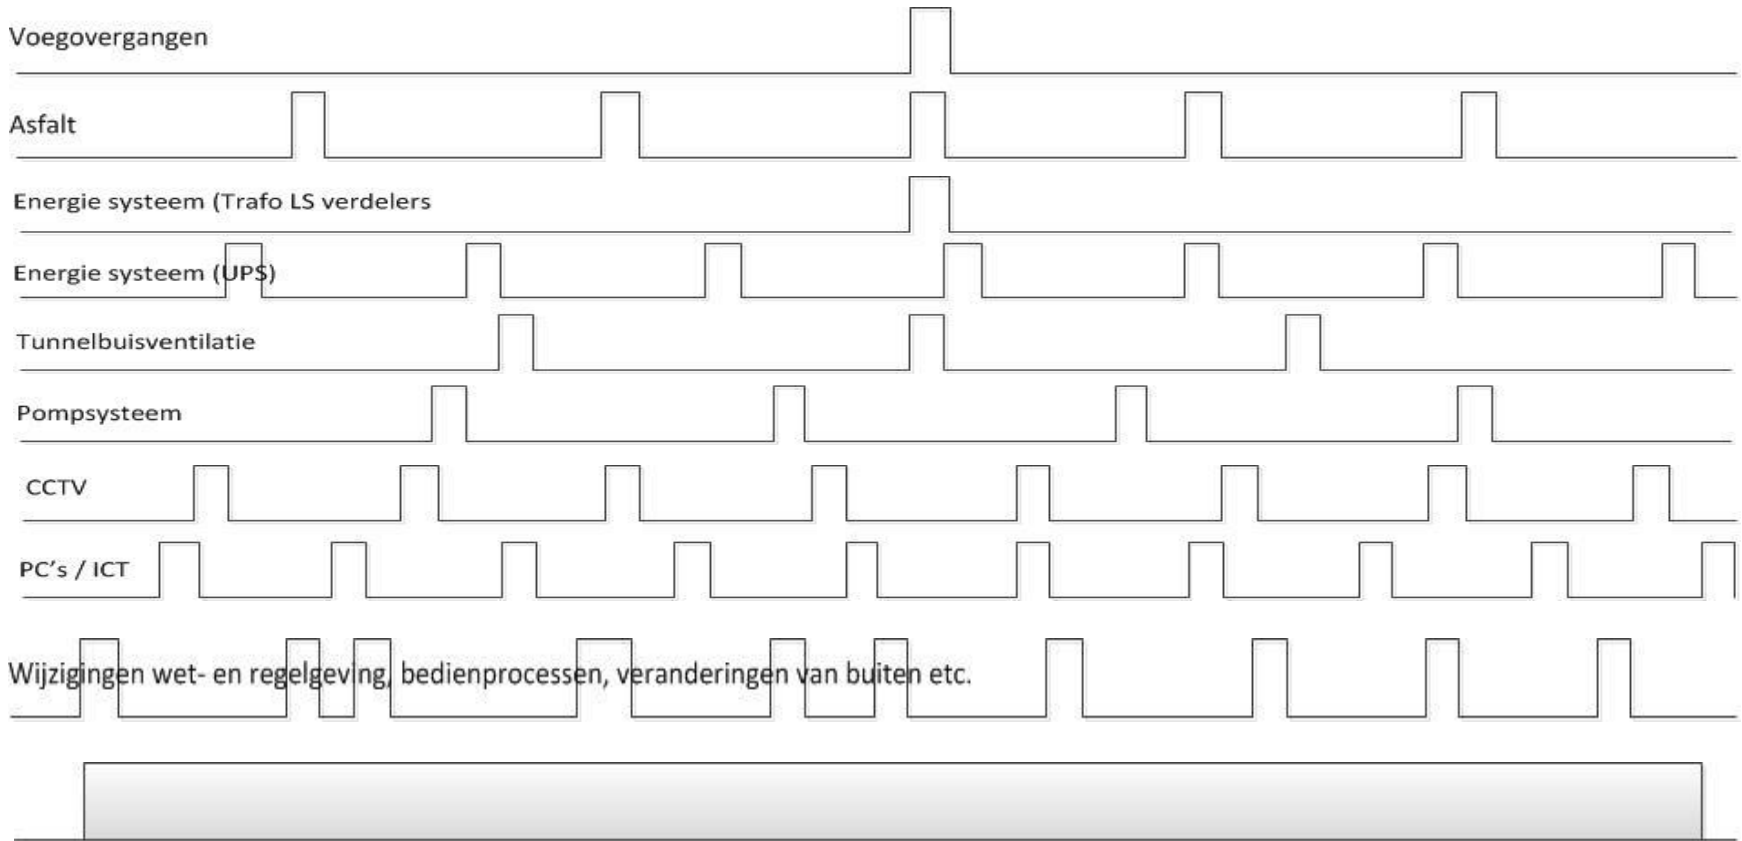 Voegovergangen
Asfalt
Energie systeem (Trafo LS verdelers
Energie systeem (UPS)
Tunnelbuisventilatie
Pompsysteem
CCTV
PC's / ICT
Wijzigingen wet- en regelgeving, bedienprocessen, veranderingen van buiten etc.